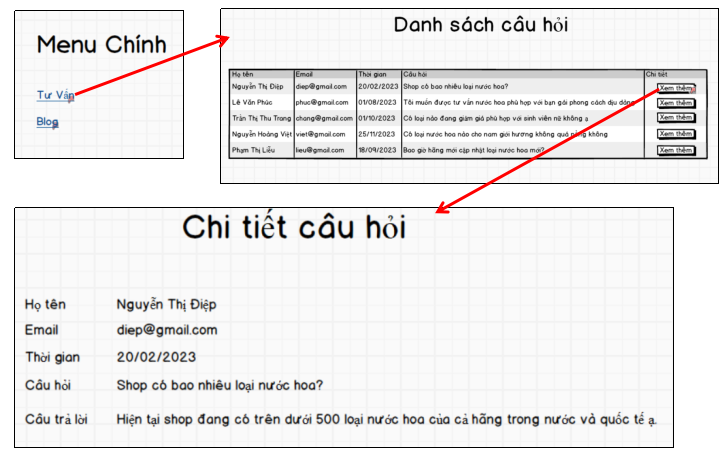 Menu Chính
Tư Vấn
Blog
Danh sách câu hỏi
Họ tên Email Thời gian Câu hỏi Chi tiết
Nguyễn Thị Điệp diep@gmail.com 20/02/2023 Shop có bao nhiêu loại nước hoa? Xem thêm
Lê Văn Phúc phuc@gmail.com 01/08/2023 Tôi muốn được tư vấn nước hoa phù hợp với bạn gái phong cách dịu dàng Xem thêm
Trần Thị Thu Trang chang@gmail.com 01/10/2023 Có loại nào đang giảm giá phù hợp với sinh viên nè không ạ Xem thêm
Nguyễn Hoàng Việt viet@gmail.com 25/11/2023 Có loại nước hoa nào cho nam giới hương không quá nồng không Xem thêm
Phạm Thị Liễu lieu@gmail.com 18/09/2023 Bao giờ hãng mới cập nhật loại nước hoa mới? Xem thêm
Chi tiết câu hỏi
Họ tên Nguyễn Thị Điệp
Email diep@gmail.com
Thời gian 20/02/2023
Câu hỏi Shop có bao nhiêu loại nước hoa?
Câu trả lời Hiện tại shop đang có trên dưới 500 loại nước hoa của cả hãng trong nước và quốc tế ạ.